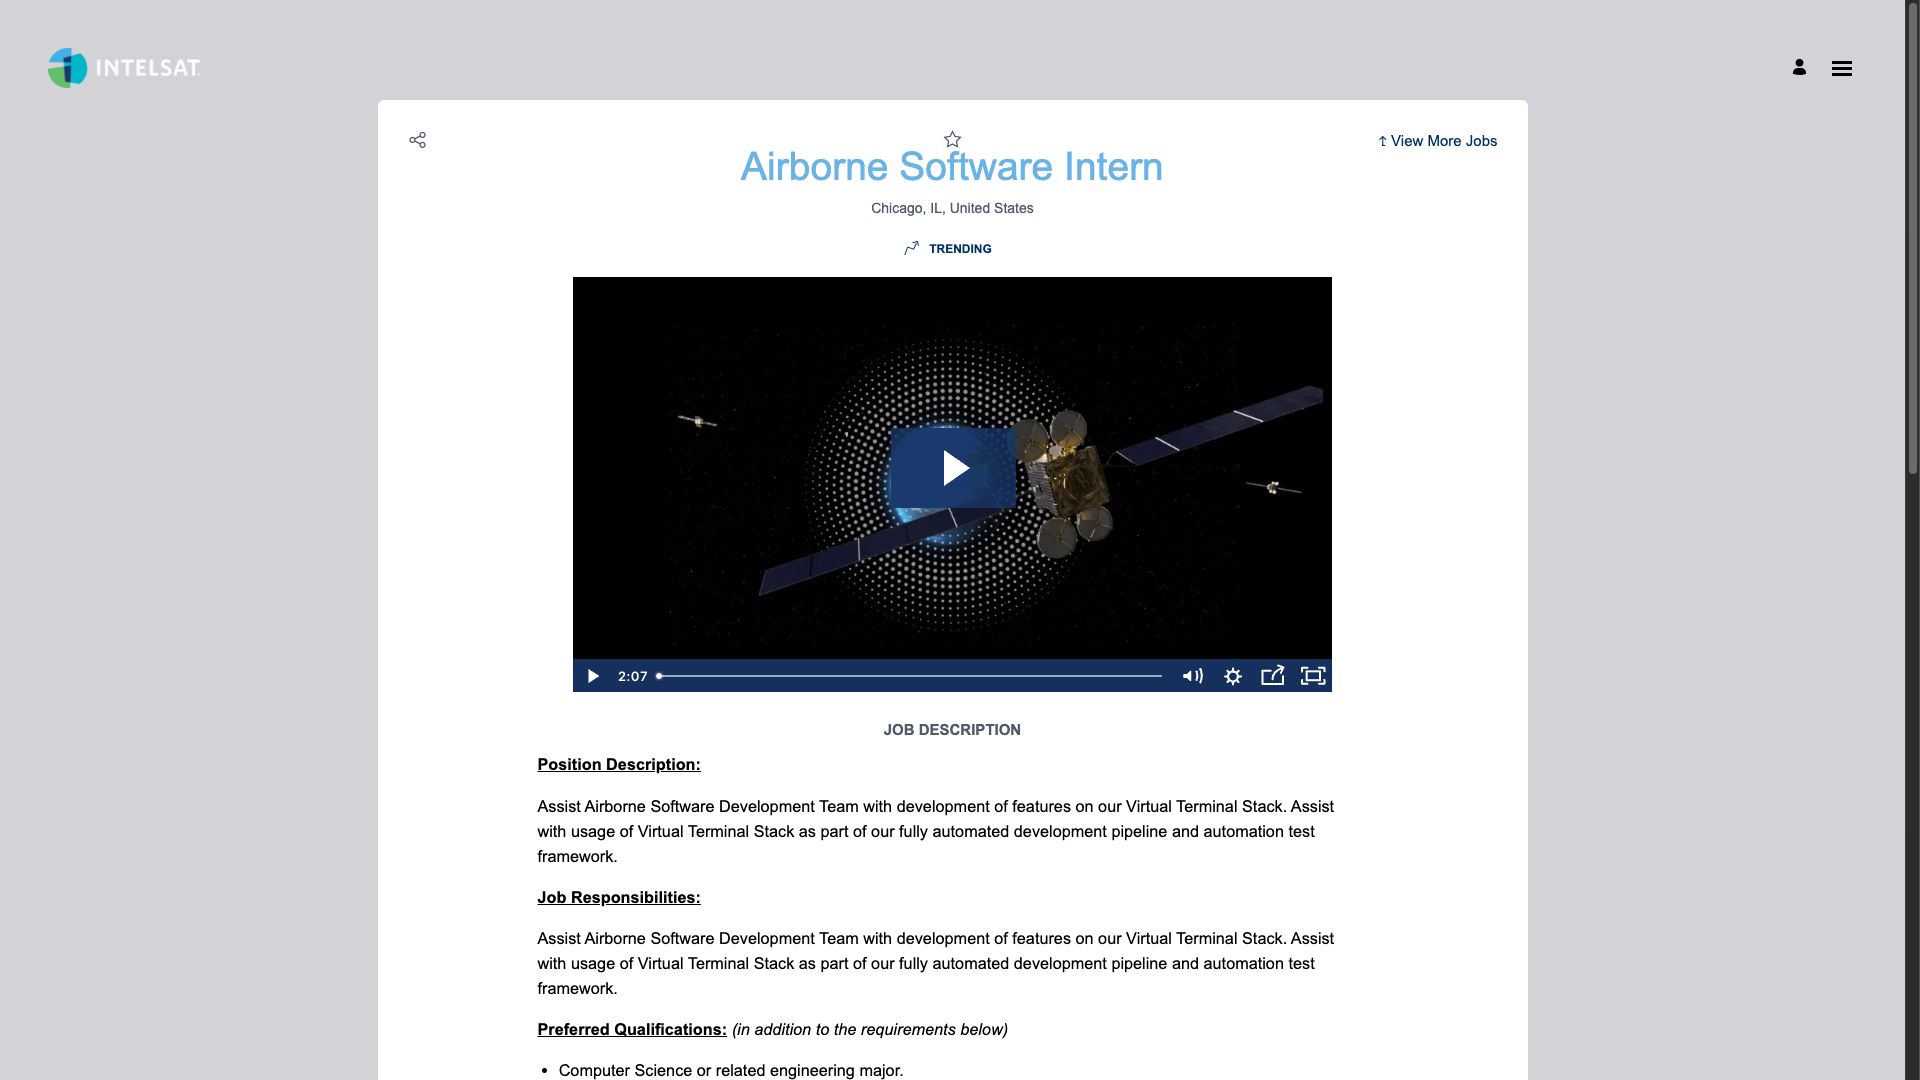 INTELSAT
↑ View More Jobs
Airborne Software Intern
Chicago, IL, United States
TRENDING
2:07
JOB DESCRIPTION
Position Description:
Assist Airborne Software Development Team with development of features on our Virtual Terminal Stack. Assist
with usage of Virtual Terminal Stack as part of our fully automated development pipeline and automation test
framework.
Job Responsibilities:
Assist Airborne Software Development Team with development of features on our Virtual Terminal Stack. Assist
with usage of Virtual Terminal Stack as part of our fully automated development pipeline and automation test
framework.
Preferred Qualifications: (in addition to the requirements below)
• Computer Science or related engineering major.